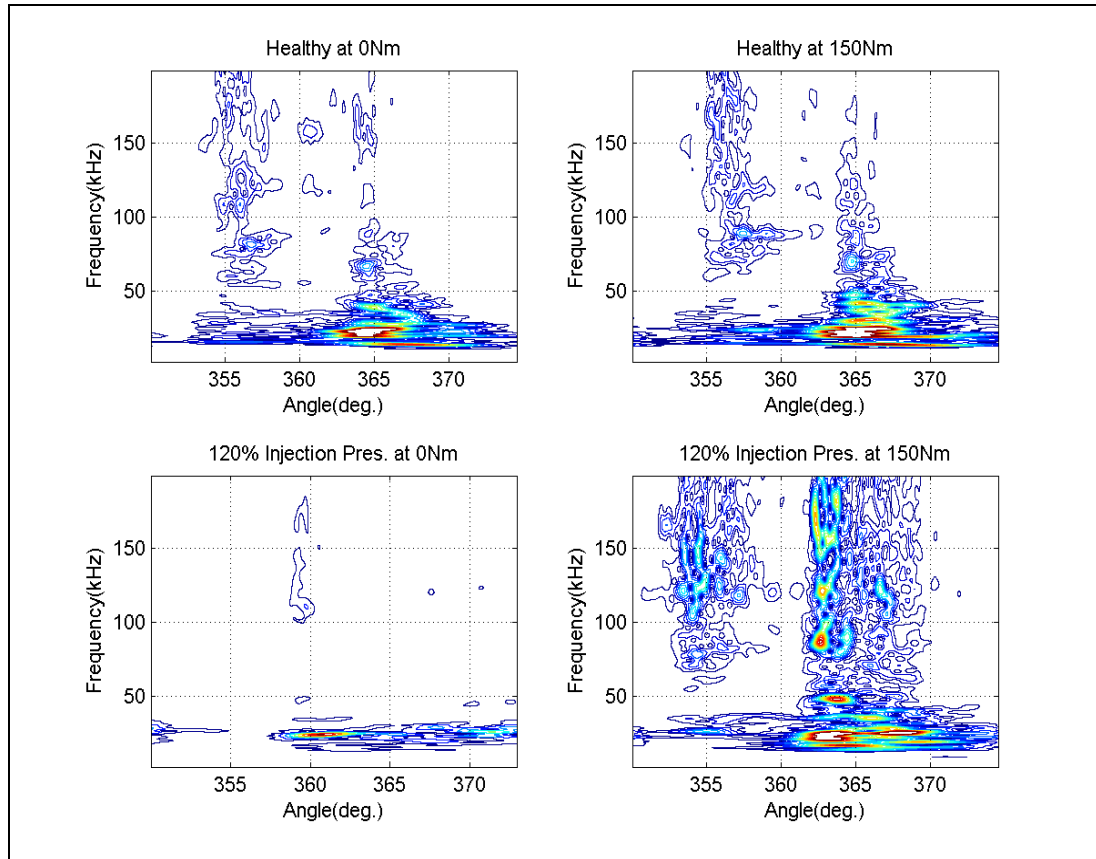 Healthy at 0Nm
Frequency(kHz)
150
100
50
355 360 365 370
Angle(deg.)
Healthy at 150Nm
Frequency(kHz)
150
100
50
355 360 365 370
Angle(deg.)
120% Injection Pres. at 0Nm
Frequency(kHz)
150
100
50
355 360 365 370
Angle(deg.)
120% Injection Pres. at 150Nm
Frequency(kHz)
150
100
50
355 360 365 370
Angle(deg.)